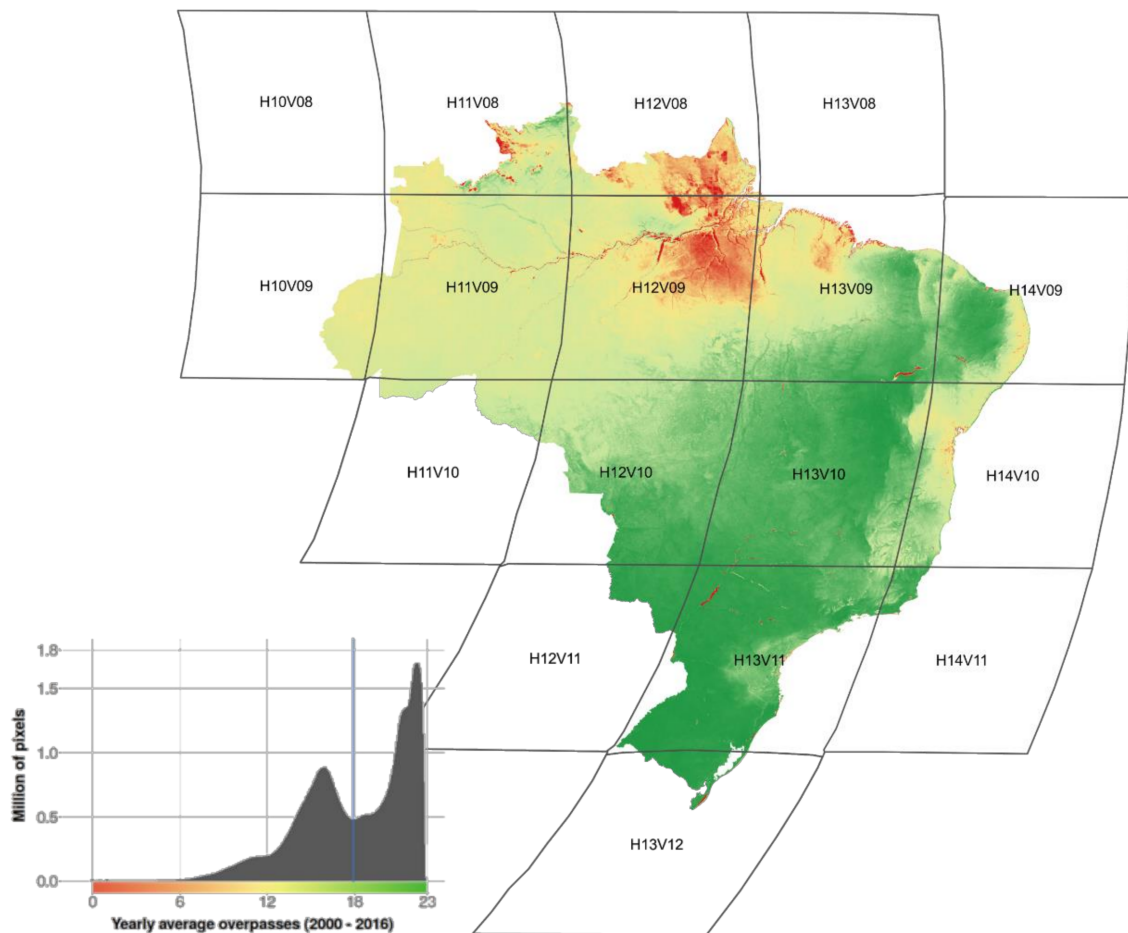 H10V08
H11V08
H12V08
H13V08
H10V09
H11V09
H12V09
H13V09
H14V09
H11V10
H12V10
H13V10
H14V10
H12V11
H13V11
H14V11
H13V12
Million of pixels
1.8
1.5
1.0
0.5
0.0
0 6 12 18 23
Yearly average overpasses (2000 - 2016)